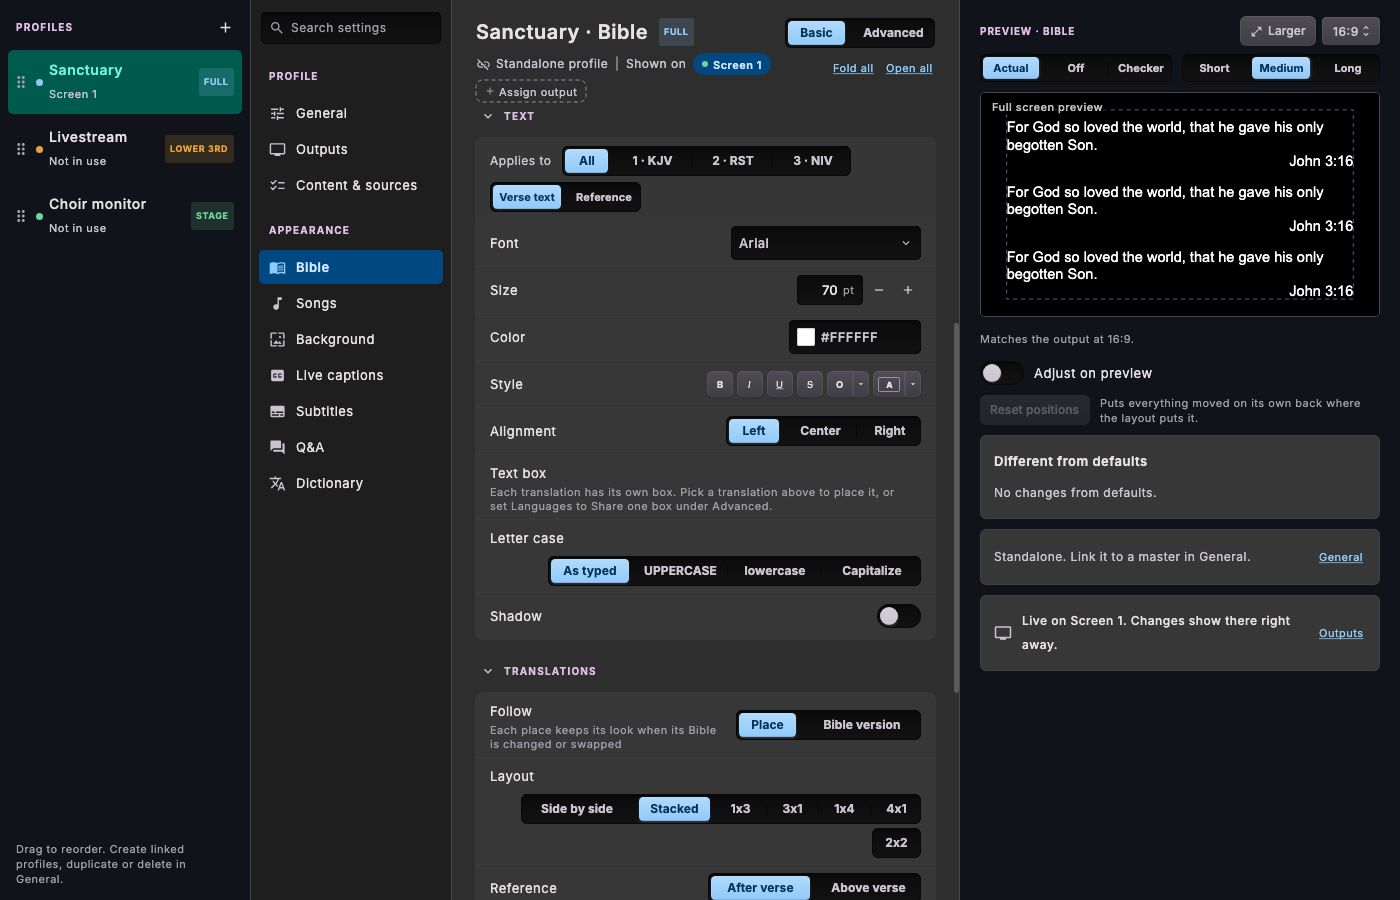 PROFILES
Sanctuary
Screen 1
FULL
Livestream
Not in use
LOWER 3RD
Choir monitor
Not in use
STAGE
Drag to reorder. Create linked
profiles, duplicate or delete in
General.
Search settings
PROFILE
General
Outputs
Content & sources
APPEARANCE
Bible
Songs
Background
Live captions
Subtitles
Q&A
Dictionary
Sanctuary · Bible FULL
Basic Advanced
Standalone profile | Shown on Screen 1
Fold all Open all
+ Assign output
TEXT
Applies to All 1 · KJV 2 · RST 3 · NIV
Verse text Reference
Font Arial
Size 70 pt − +
Color #FFFFFF
Style B I U S O A
Alignment Left Center Right
Text box
Each translation has its own box. Pick a translation above to place it, or
set Languages to Share one box under Advanced.
Letter case
As typed UPPERCASE lowercase Capitalize
Shadow
TRANSLATIONS
Follow
Each place keeps its look when its Bible
is changed or swapped
Place Bible version
Layout
Side by side Stacked 1x3 3x1 1x4 4x1
2x2
Reference After verse Above verse
PREVIEW · BIBLE
Larger 16:9
Actual Off Checker Short Medium Long
Full screen preview
For God so loved the world, that he gave his only
begotten Son.
John 3:16
For God so loved the world, that he gave his only
begotten Son.
John 3:16
For God so loved the world, that he gave his only
begotten Son.
John 3:16
Matches the output at 16:9.
Adjust on preview
Reset positions
Puts everything moved on its own back where
the layout puts it.
Different from defaults
No changes from defaults.
Standalone. Link it to a master in General. General
Live on Screen 1. Changes show there right
away.
Outputs